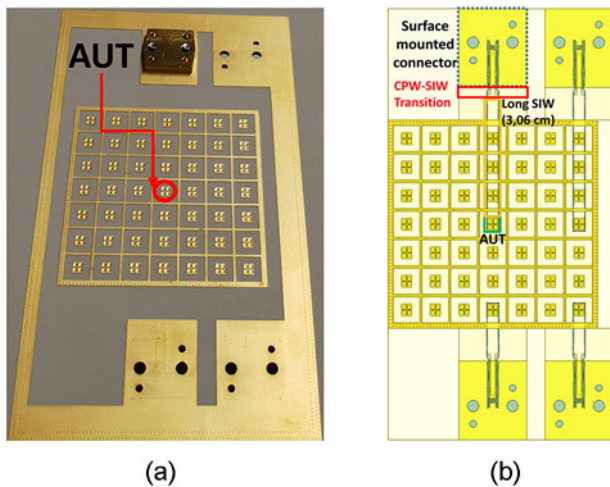 AUT
Surface
mounted
connector
CPW-SIW
Transition
Long SIW
(3,06 cm)
AUT
(a)
(b)